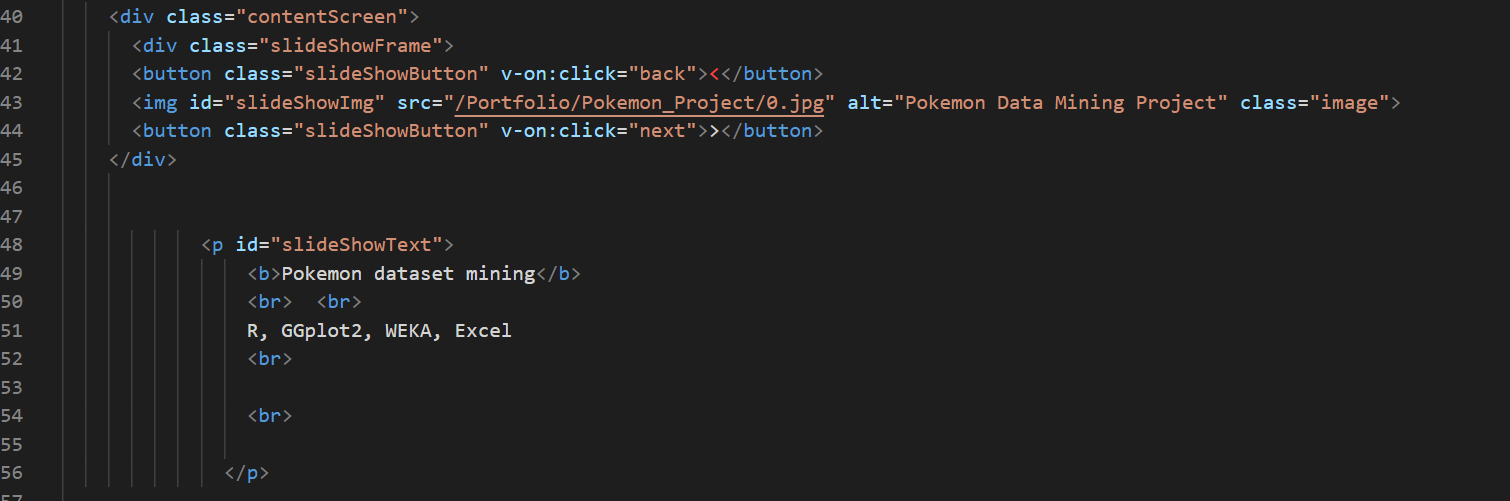 40 <div class="contentScreen">
41 <div class="slideShowFrame">
42 <button class="slideShowButton" v-on:click="back"><</button>
43 <img id="slideShowImg" src="/Portfolio/Pokemon_Project/0.jpg" alt="Pokemon Data Mining Project" class="image">
44 <button class="slideShowButton" v-on:click="next">></button>
45 </div>
46
47
48 <p id="slideShowText">
49 <b>Pokemon dataset mining</b>
50 <br>  <br>
51 R, GGplot2, WEKA, Excel
52 <br>
53
54 <br>
55
56 </p>
57